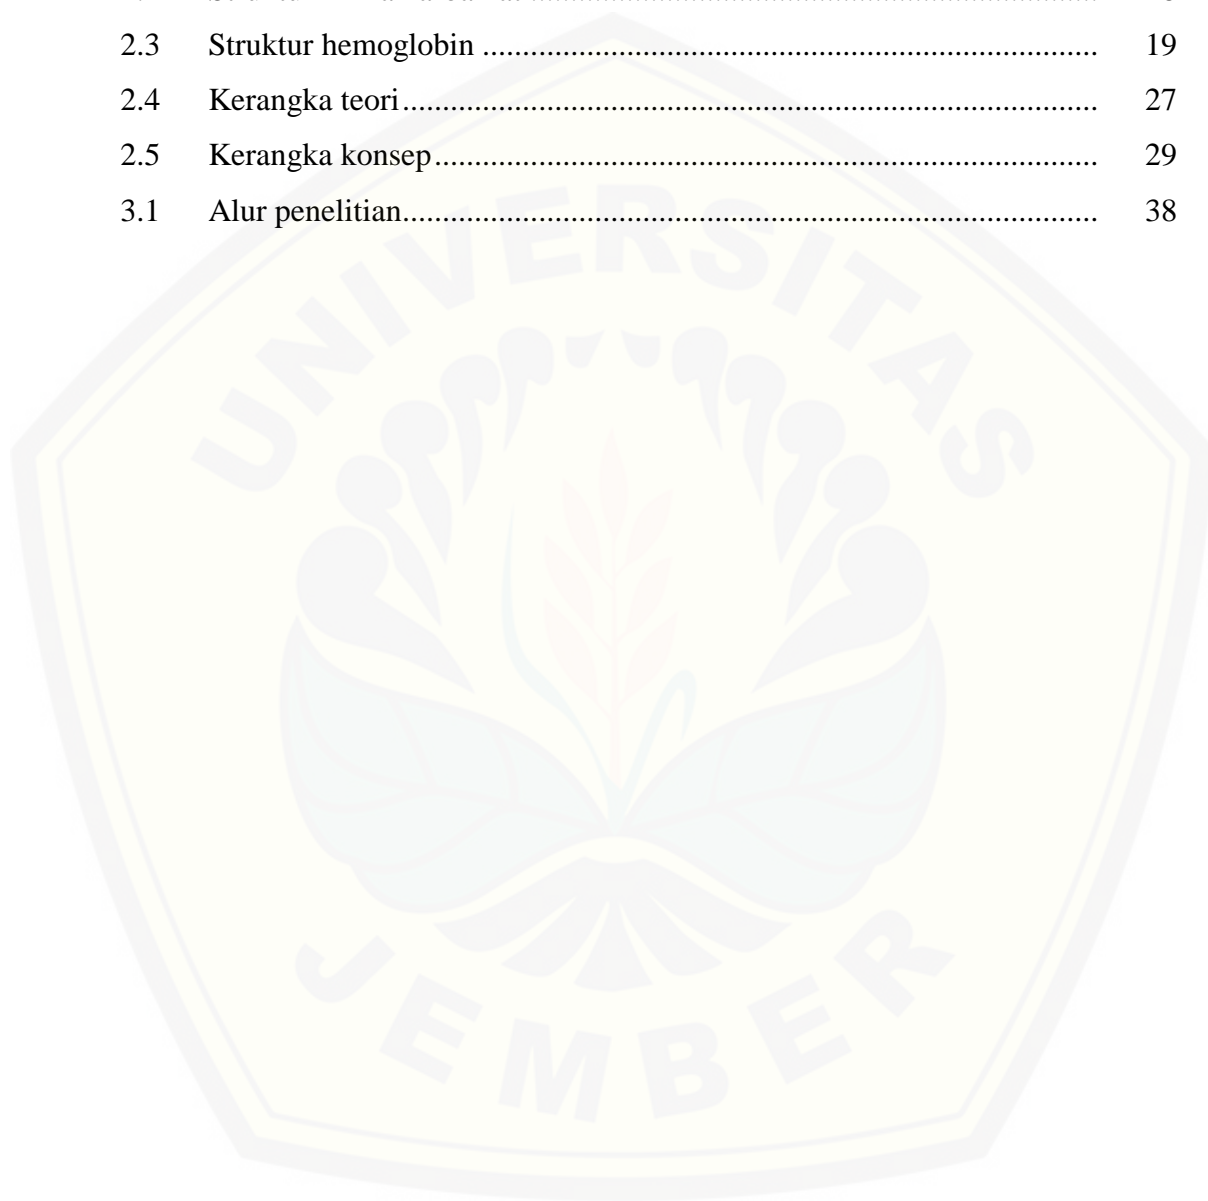 2.3 Struktur hemoglobin ............................................................................ 19
2.4 Kerangka teori...................................................................................... 27
2.5 Kerangka konsep.................................................................................. 29
3.1 Alur penelitian...................................................................................... 38
UNIVERSITAS
JEMBER